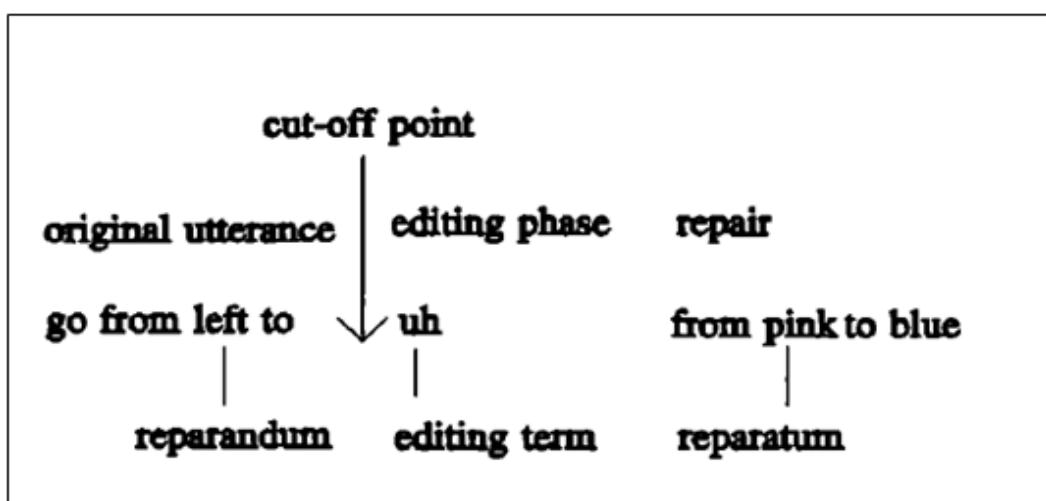 cut-off point
original utterance editing phase repair
go from left to uh from pink to blue
reparandum editing term reparatum